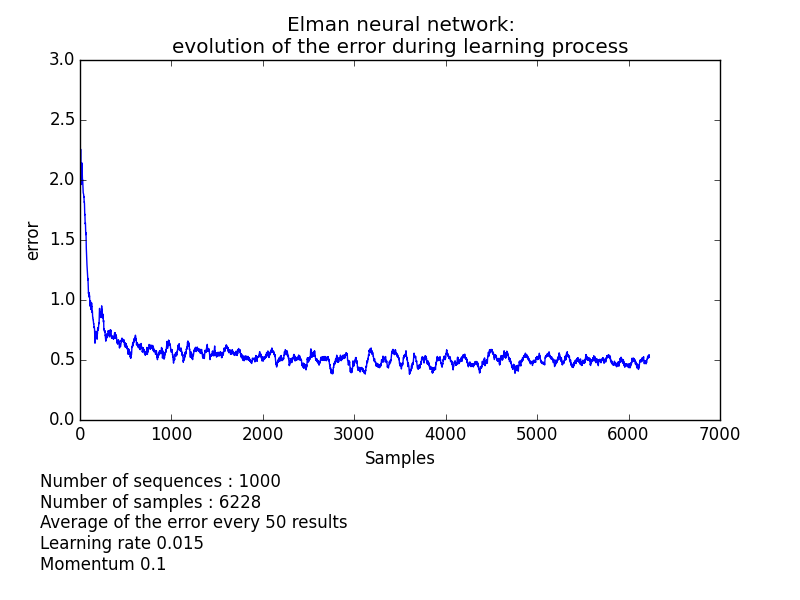 Elman neural network:
evolution of the error during learning process
3.0
2.5
2.0
1.5
1.0
0.5
0.0
error
0 1000 2000 3000 4000 5000 6000 7000
Samples
Number of sequences : 1000
Number of samples : 6228
Average of the error every 50 results
Learning rate 0.015
Momentum 0.1